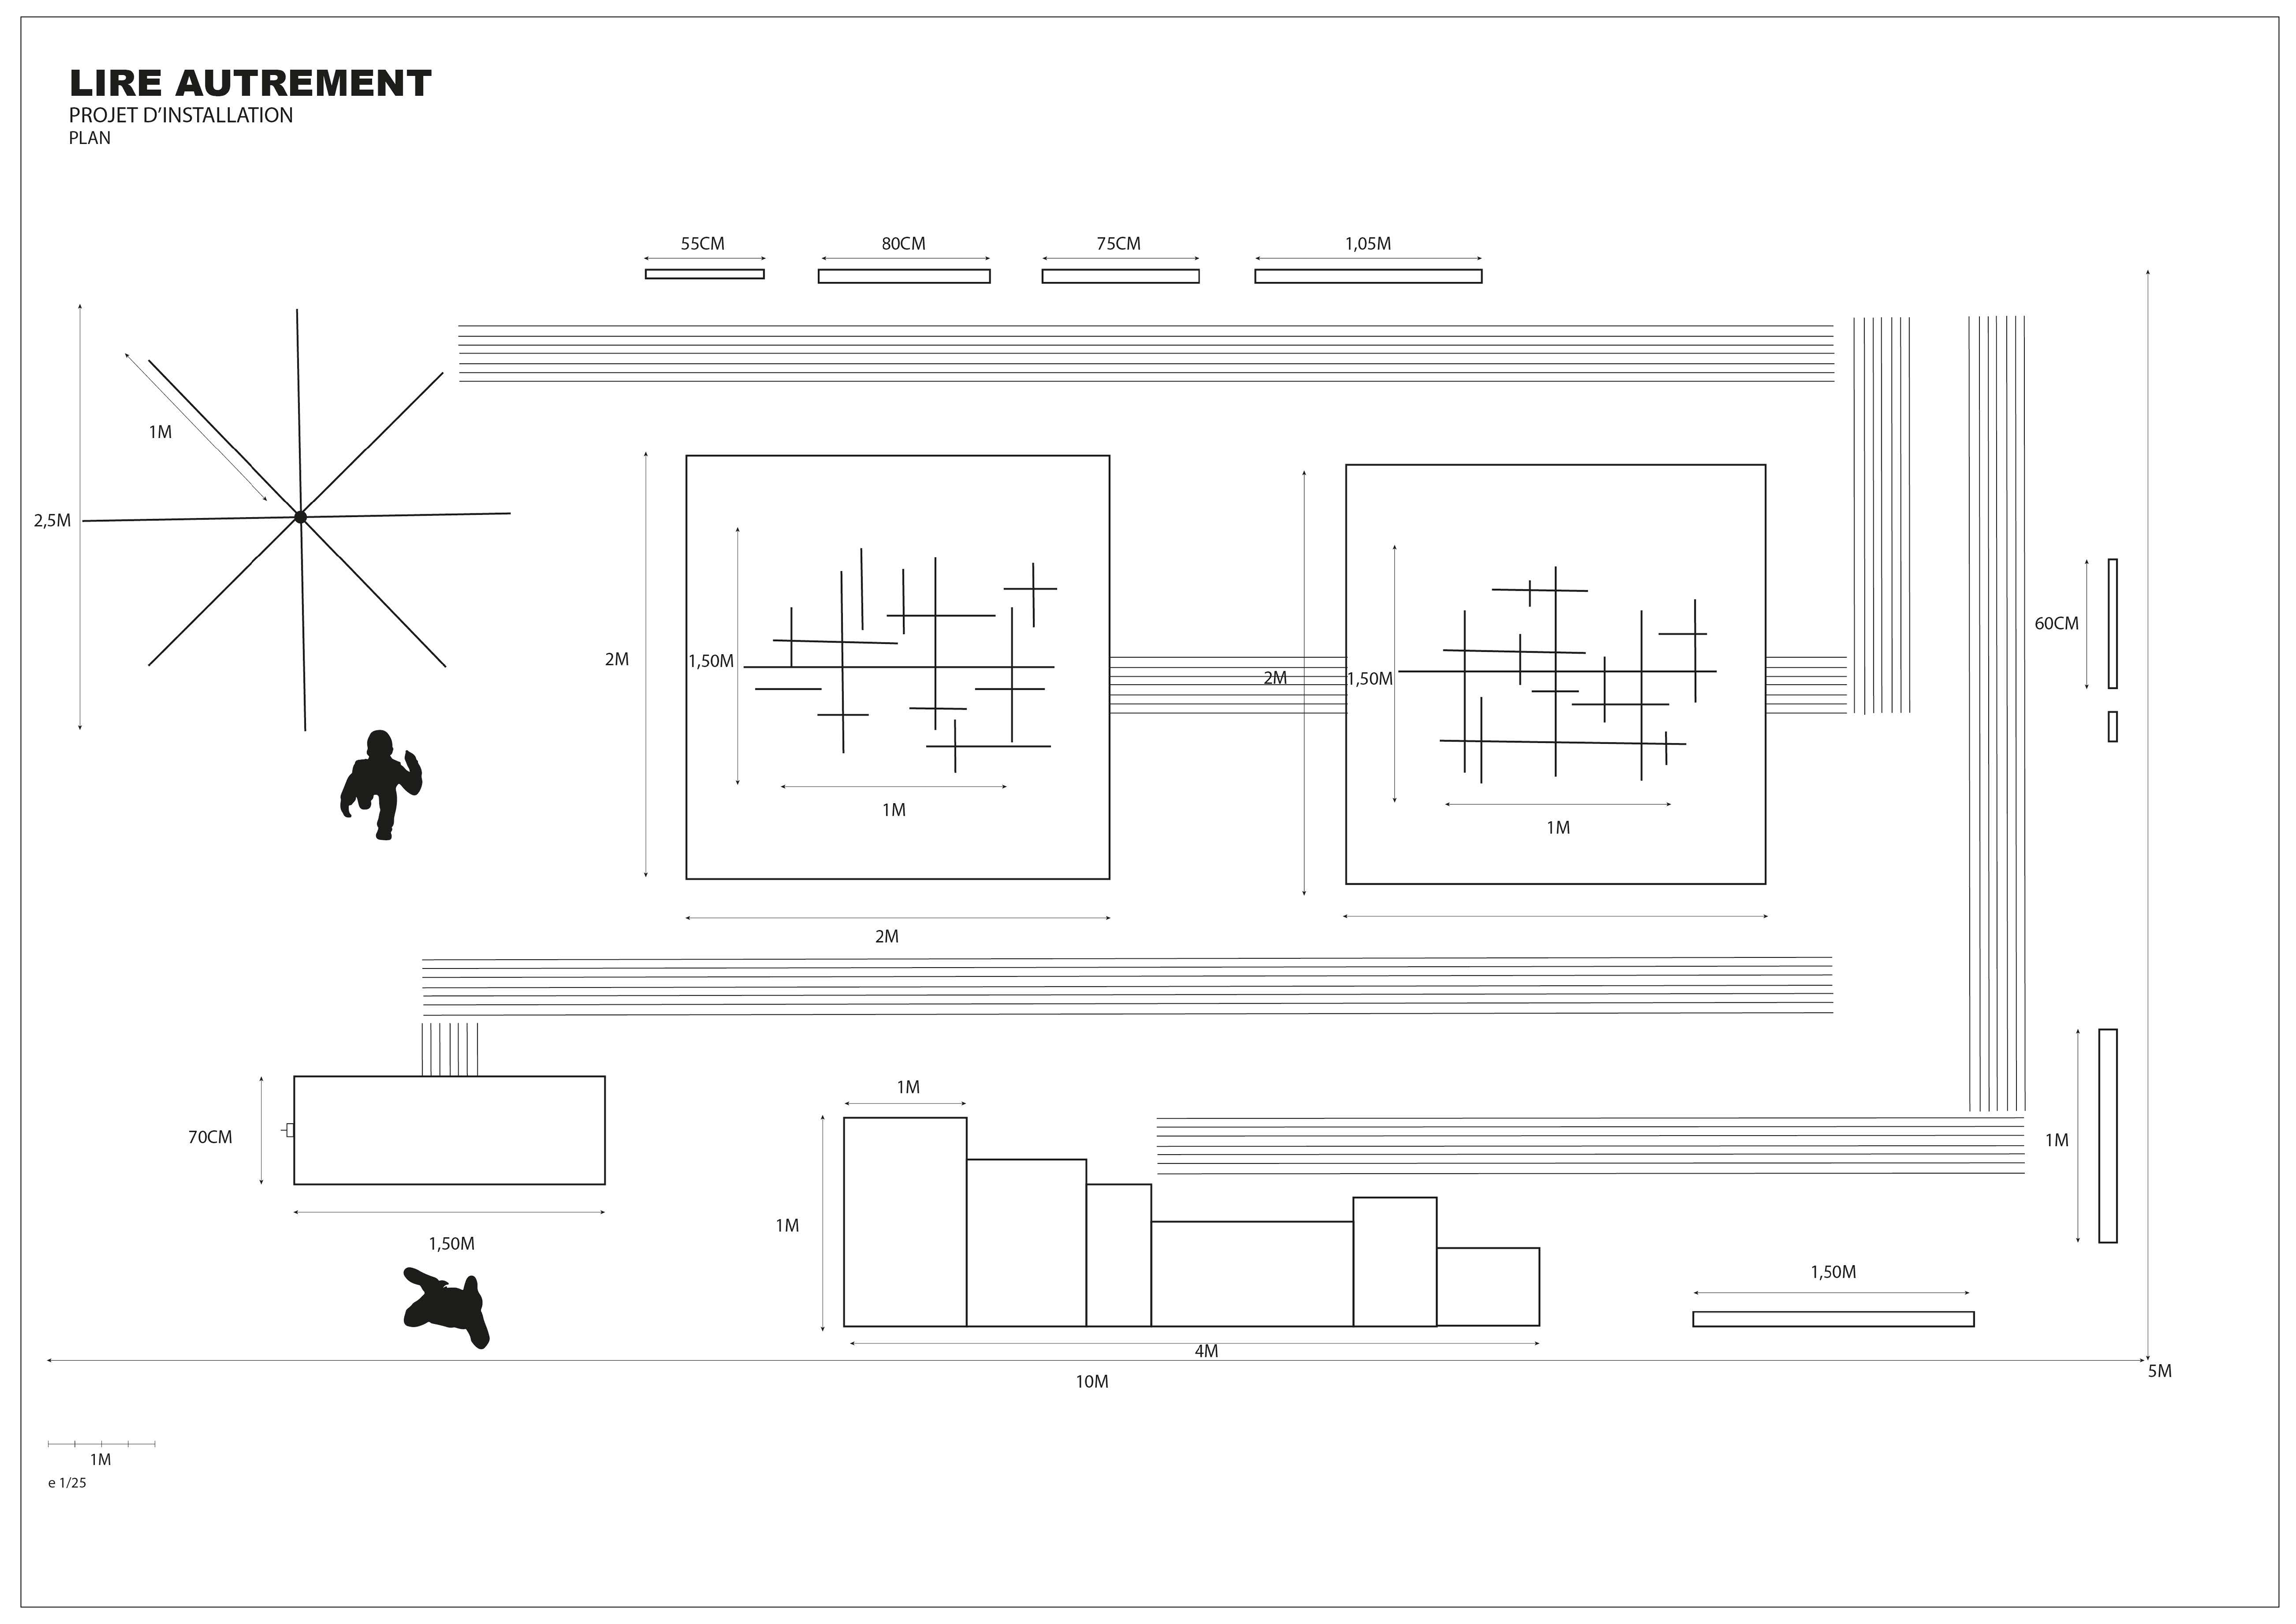 LIRE AUTREMENT
PROJET D'INSTALLATION
PLAN
55CM
80CM
75CM
1,05M
1M
2,5M
2M
1,50M
1M
2M
2M
1,50M
1M
60CM
70CM
1,50M
1M
1M
4M
1M
1,50M
10M
5M
1M
e 1/25